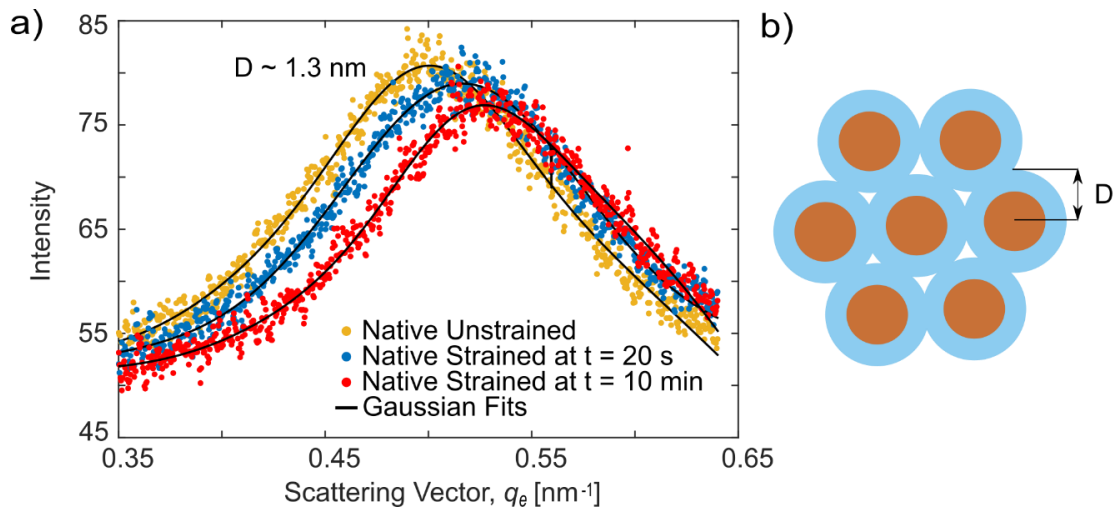 a)
85
75
65
55
45
Intensity
D ~ 1.3 nm
Native Unstrained
Native Strained at t = 20 s
Native Strained at t = 10 min
Gaussian Fits
0.35
0.45
0.55
0.65
Scattering Vector, qₑ [nm⁻¹]
b)
D